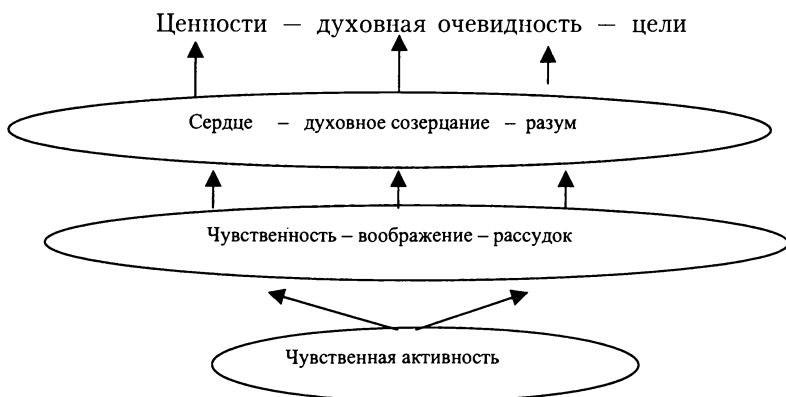 Ценности – духовная очевидность – цели
Сердце – духовное созерцание – разум
Чувственность – воображение – рассудок
Чувственная активность